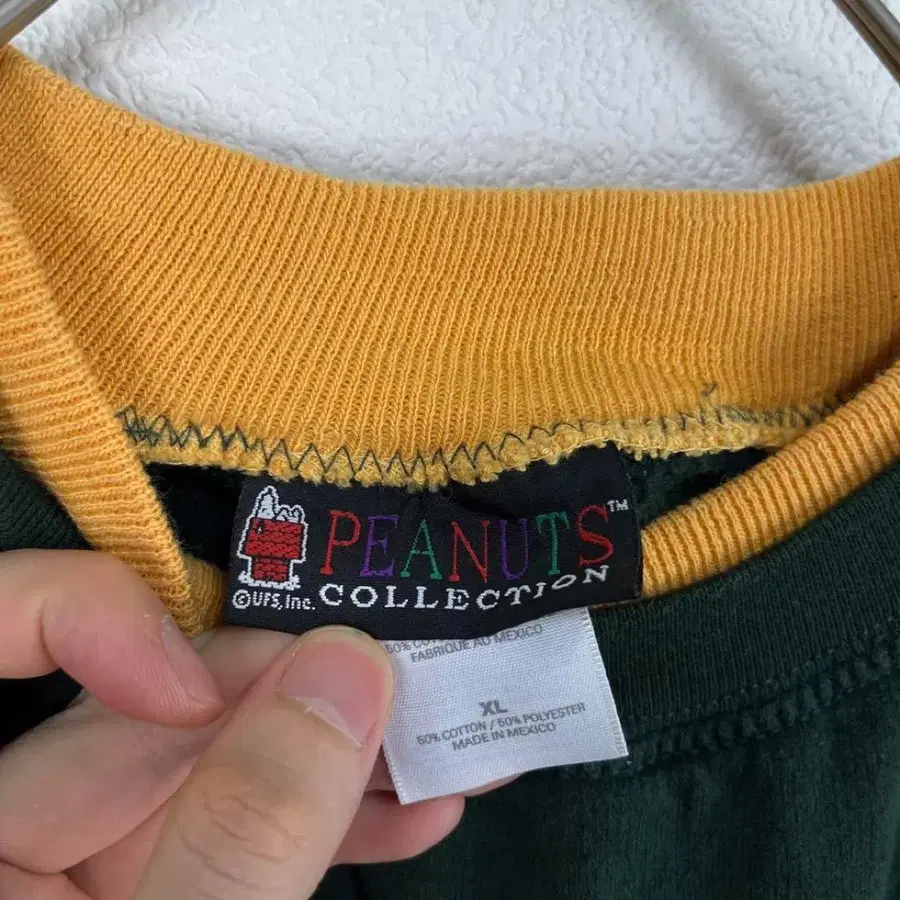 PEANUTS™
©UFS, Inc. COLLECTION
FABRIQUE AU MEXICO
XL
50% COTTON / 50% POLYESTER
MADE IN MEXICO